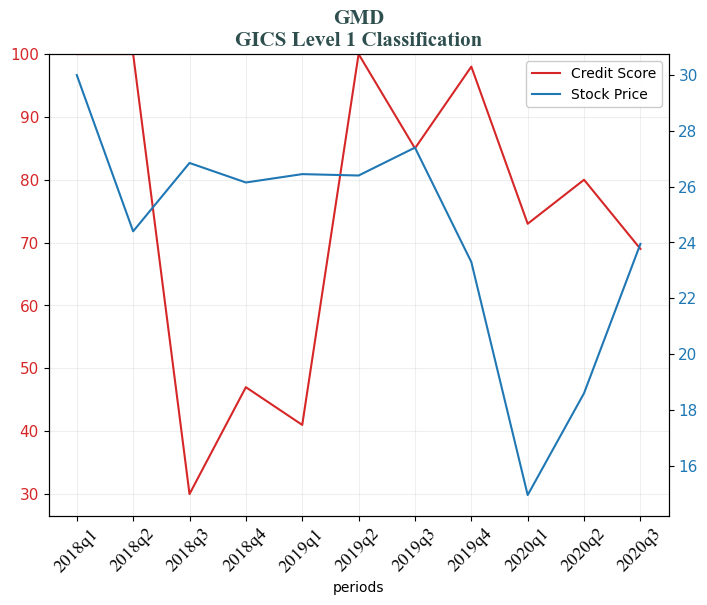 GMD
GICS Level 1 Classification
100
90
80
70
60
50
40
30
Credit Score
Stock Price
30
28
26
24
22
20
18
16
2018q1
2018q2
2018q3
2018q4
2019q1
2019q2
2019q3
2019q4
2020q1
2020q2
2020q3
periods